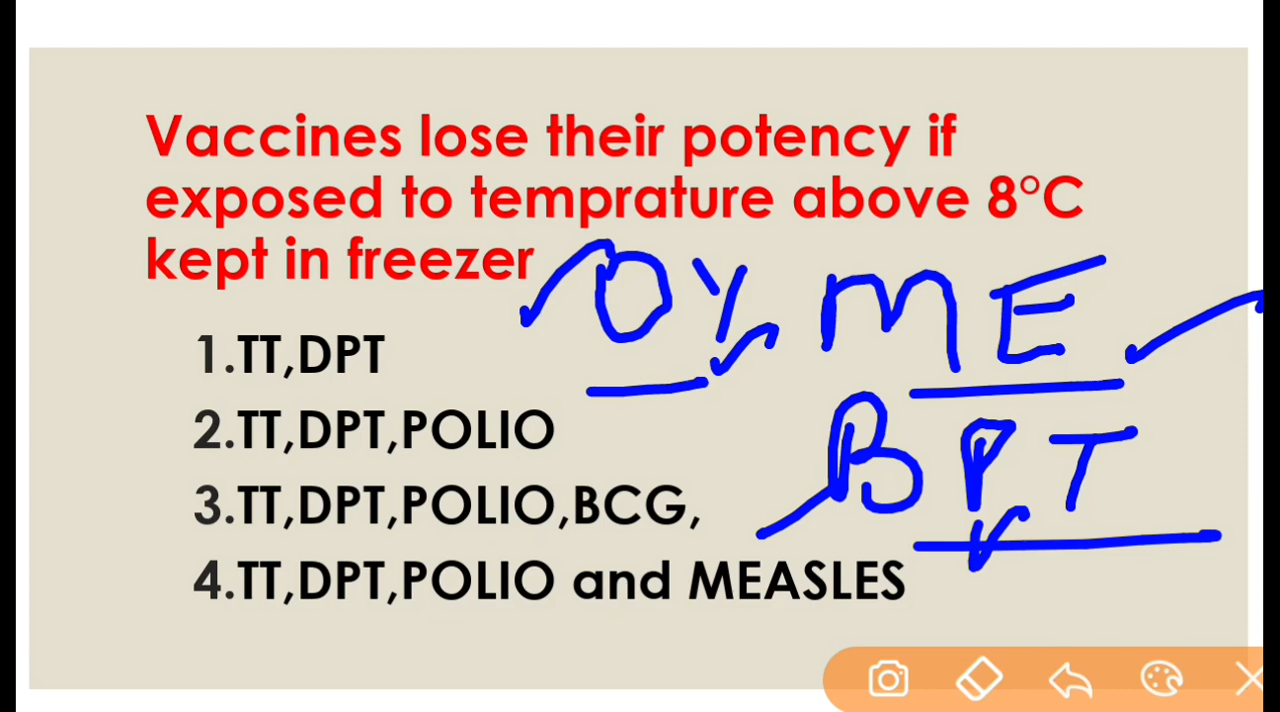 Vaccines lose their potency if
exposed to temprature above 8°C
kept in freezer
OY ME
1.TT,DPT
2.TT,DPT,POLIO
BPT
3.TT,DPT,POLIO,BCG,
4.TT,DPT,POLIO and MEASLES